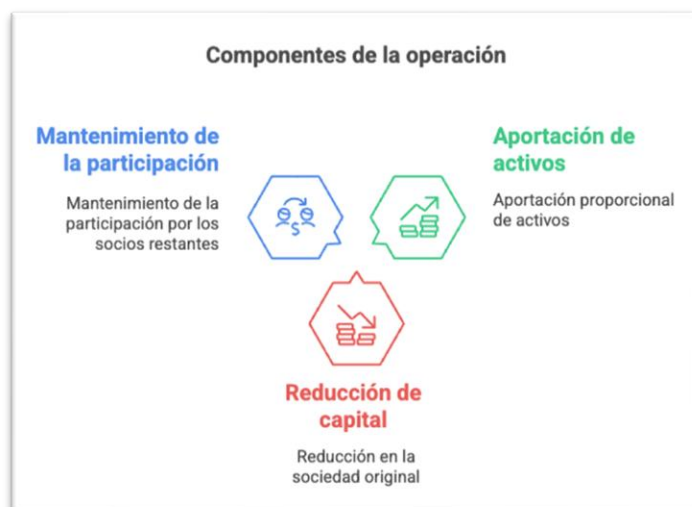 Componentes de la operación
Mantenimiento de
la participación
Mantenimiento de la
participación por los
socios restantes
Aportación de
activos
Aportación proporcional
de activos
Reducción de
capital
Reducción en la
sociedad original